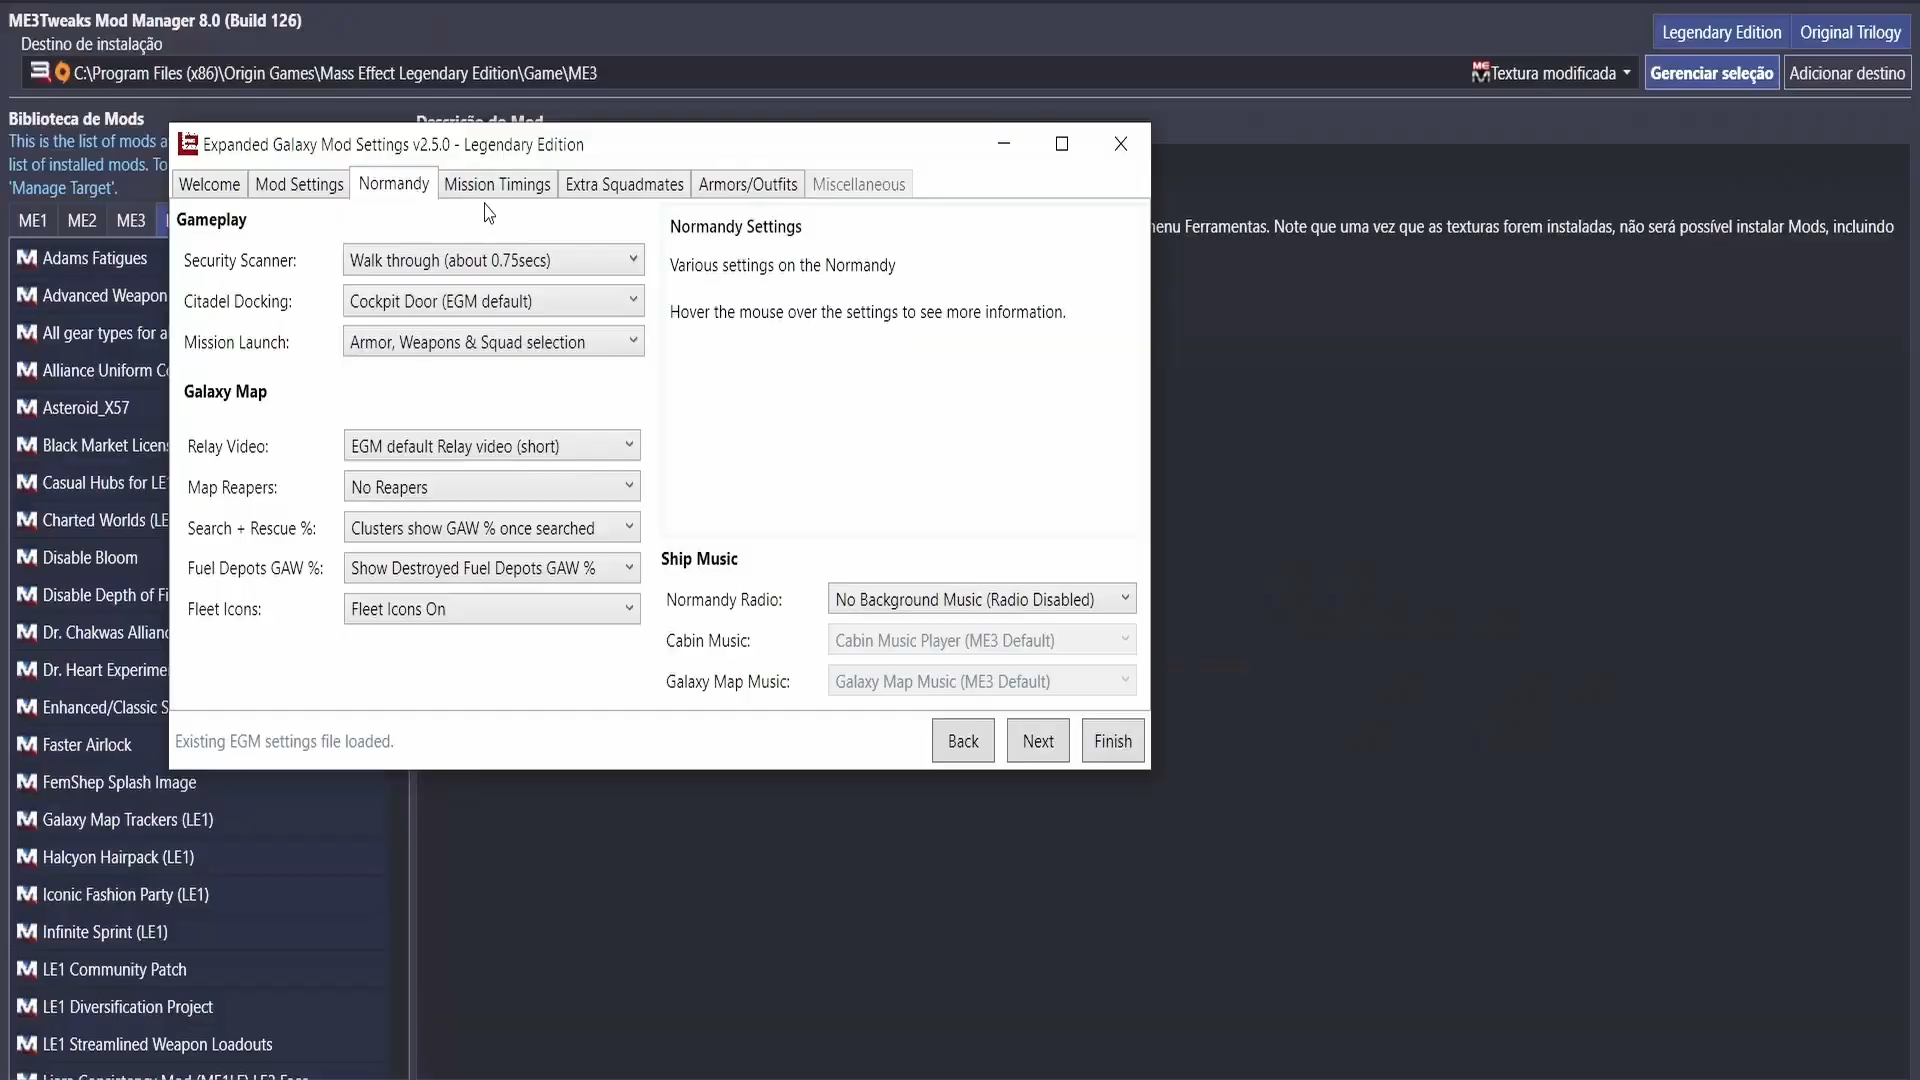 ME3Tweaks Mod Manager 8.0 (Build 126)
Destino de instalação
C:\Program Files (x86)\Origin Games\Mass Effect Legendary Edition\Game\ME3
Textura modificada
Gerenciar seleção
Adicionar destino
Legendary Edition
Original Trilogy
Biblioteca de Mods
Descrição do Mod
This is the list of mods a
list of installed mods. To
'Manage Target'.
ME1
ME2
ME3
Adams Fatigues
Advanced Weapon
All gear types for a
Alliance Uniform Co
Asteroid_X57
Black Market Licen
Casual Hubs for LE
Charted Worlds (LE
Disable Bloom
Disable Depth of Fi
Dr. Chakwas Allian
Dr. Heart Experime
Enhanced/Classic S
Faster Airlock
FemShep Splash Image
Galaxy Map Trackers (LE1)
Halcyon Hairpack (LE1)
Iconic Fashion Party (LE1)
Infinite Sprint (LE1)
LE1 Community Patch
LE1 Diversification Project
LE1 Streamlined Weapon Loadouts
enu Ferramentas. Note que uma vez que as texturas forem instaladas, não será possível instalar Mods, incluindo
Expanded Galaxy Mod Settings v2.5.0 - Legendary Edition
Welcome
Mod Settings
Normandy
Mission Timings
Extra Squadmates
Armors/Outfits
Miscellaneous
Gameplay
Security Scanner: Walk through (about 0.75secs)
Citadel Docking: Cockpit Door (EGM default)
Mission Launch: Armor, Weapons & Squad selection
Galaxy Map
Relay Video: EGM default Relay video (short)
Map Reapers: No Reapers
Search + Rescue %: Clusters show GAW % once searched
Fuel Depots GAW %: Show Destroyed Fuel Depots GAW %
Fleet Icons: Fleet Icons On
Normandy Settings
Various settings on the Normandy
Hover the mouse over the settings to see more information.
Ship Music
Normandy Radio: No Background Music (Radio Disabled)
Cabin Music: Cabin Music Player (ME3 Default)
Galaxy Map Music: Galaxy Map Music (ME3 Default)
Existing EGM settings file loaded.
Back
Next
Finish